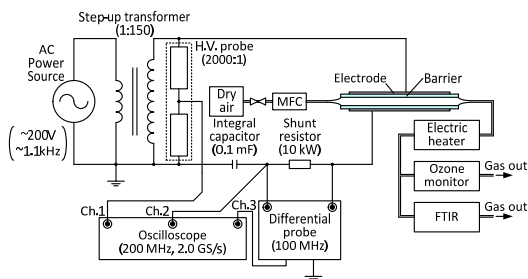 Step-up transformer
(1:150)
AC
Power
Source
(~200V
~1.1kHz)
H.V. probe
(2000:1)
Dry
air
MFC
Electrode
Barrier
Integral
capacitor
(0.1 mF)
Shunt
resistor
(10 kW)
Electric
heater
Ozone
monitor
Gas out
FTIR
Gas out
Ch.1
Ch.2
Ch.3
Oscilloscope
(200 MHz, 2.0 GS/s)
Differential
probe
(100 MHz)